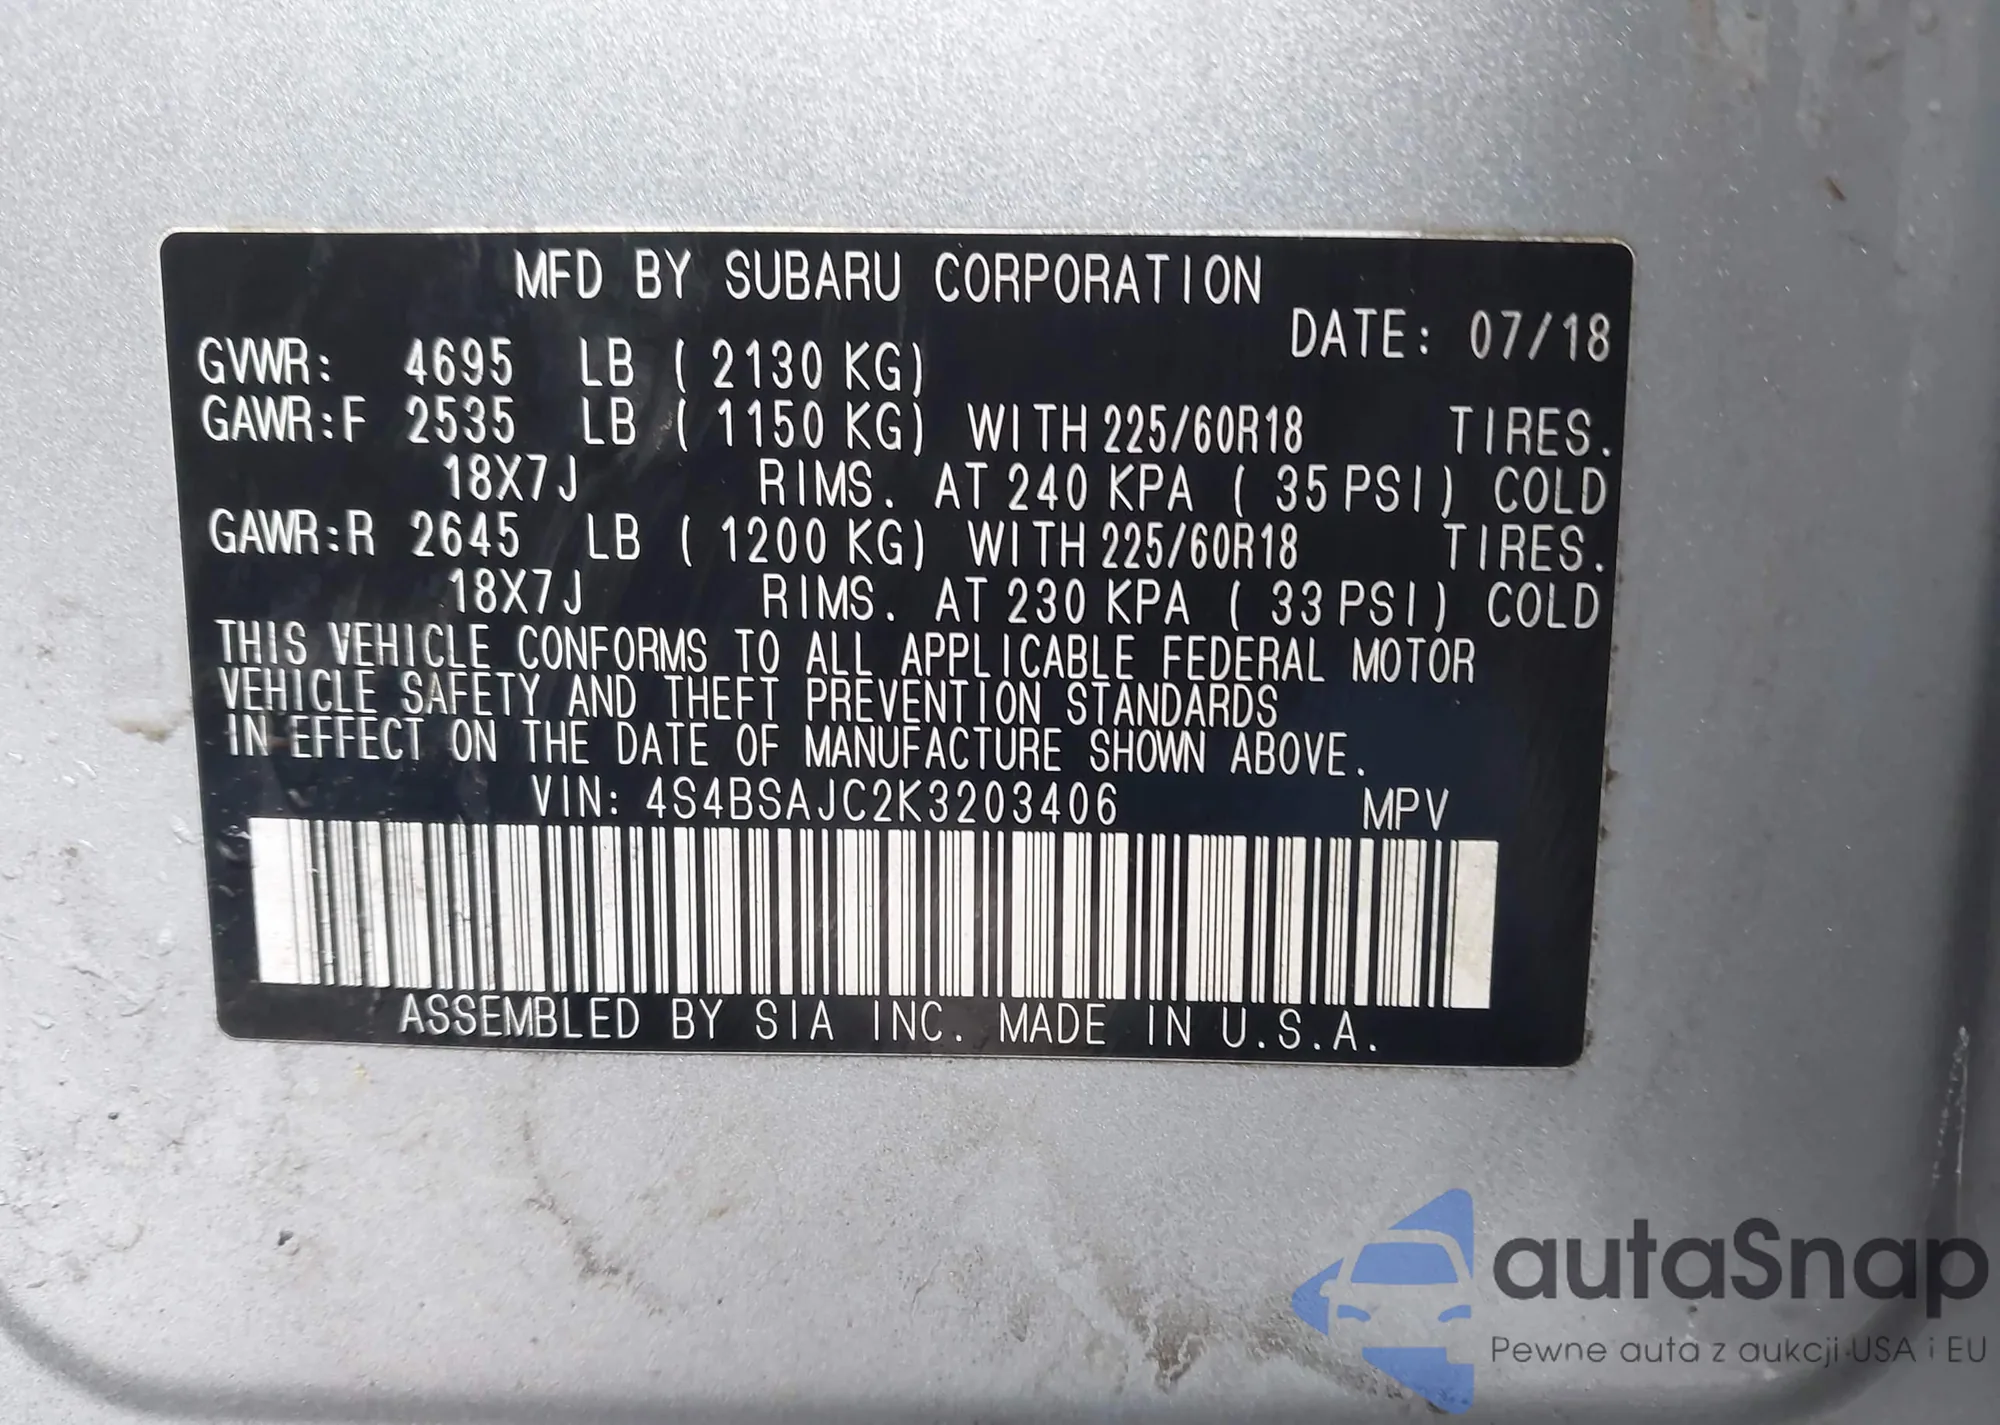 MFD BY SUBARU CORPORATION
DATE: 07/18
GVWR: 4695 LB ( 2130 KG)
GAWR:F 2535 LB ( 1150 KG) WITH 225/60R18 TIRES.
18X7J RIMS. AT 240 KPA ( 35 PSI) COLD
GAWR:R 2645 LB ( 1200 KG) WITH 225/60R18 TIRES.
18X7J RIMS. AT 230 KPA ( 33 PSI) COLD
THIS VEHICLE CONFORMS TO ALL APPLICABLE FEDERAL MOTOR
VEHICLE SAFETY AND THEFT PREVENTION STANDARDS
IN EFFECT ON THE DATE OF MANUFACTURE SHOWN ABOVE.
VIN: 4S4BSAJC2K3203406 MPV
ASSEMBLED BY SIA INC. MADE IN U.S.A.
autaSnap
Pewne auta z aukcji USA i EU